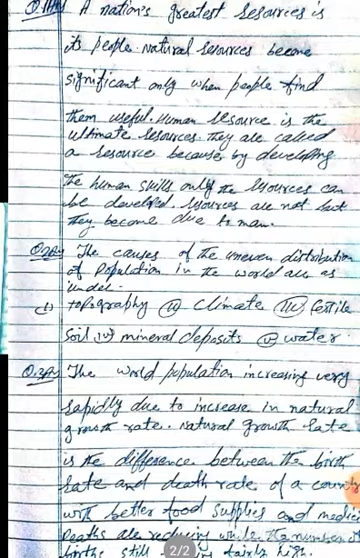 A nation's greatest resources is
its people. natural resources become
significant only when people find
them useful. Human resource is the
ultimate resources. they are called
a resource because by developing
the human skills only the resources can
be developed resources are not but
they become due to man.
The causes of the uneven distribution
of Population in the world are as
under.
(i) topography (ii) climate (iii) fertile
soil (iv) mineral deposits (v) water.
The world population increasing very
rapidly due to increase in natural
growth rate. Natural growth rate
is the difference between the birth
rate and death rate of a country
with better food supplies and medici
Deaths are reducing while the number o
births still fairly high.
2/2